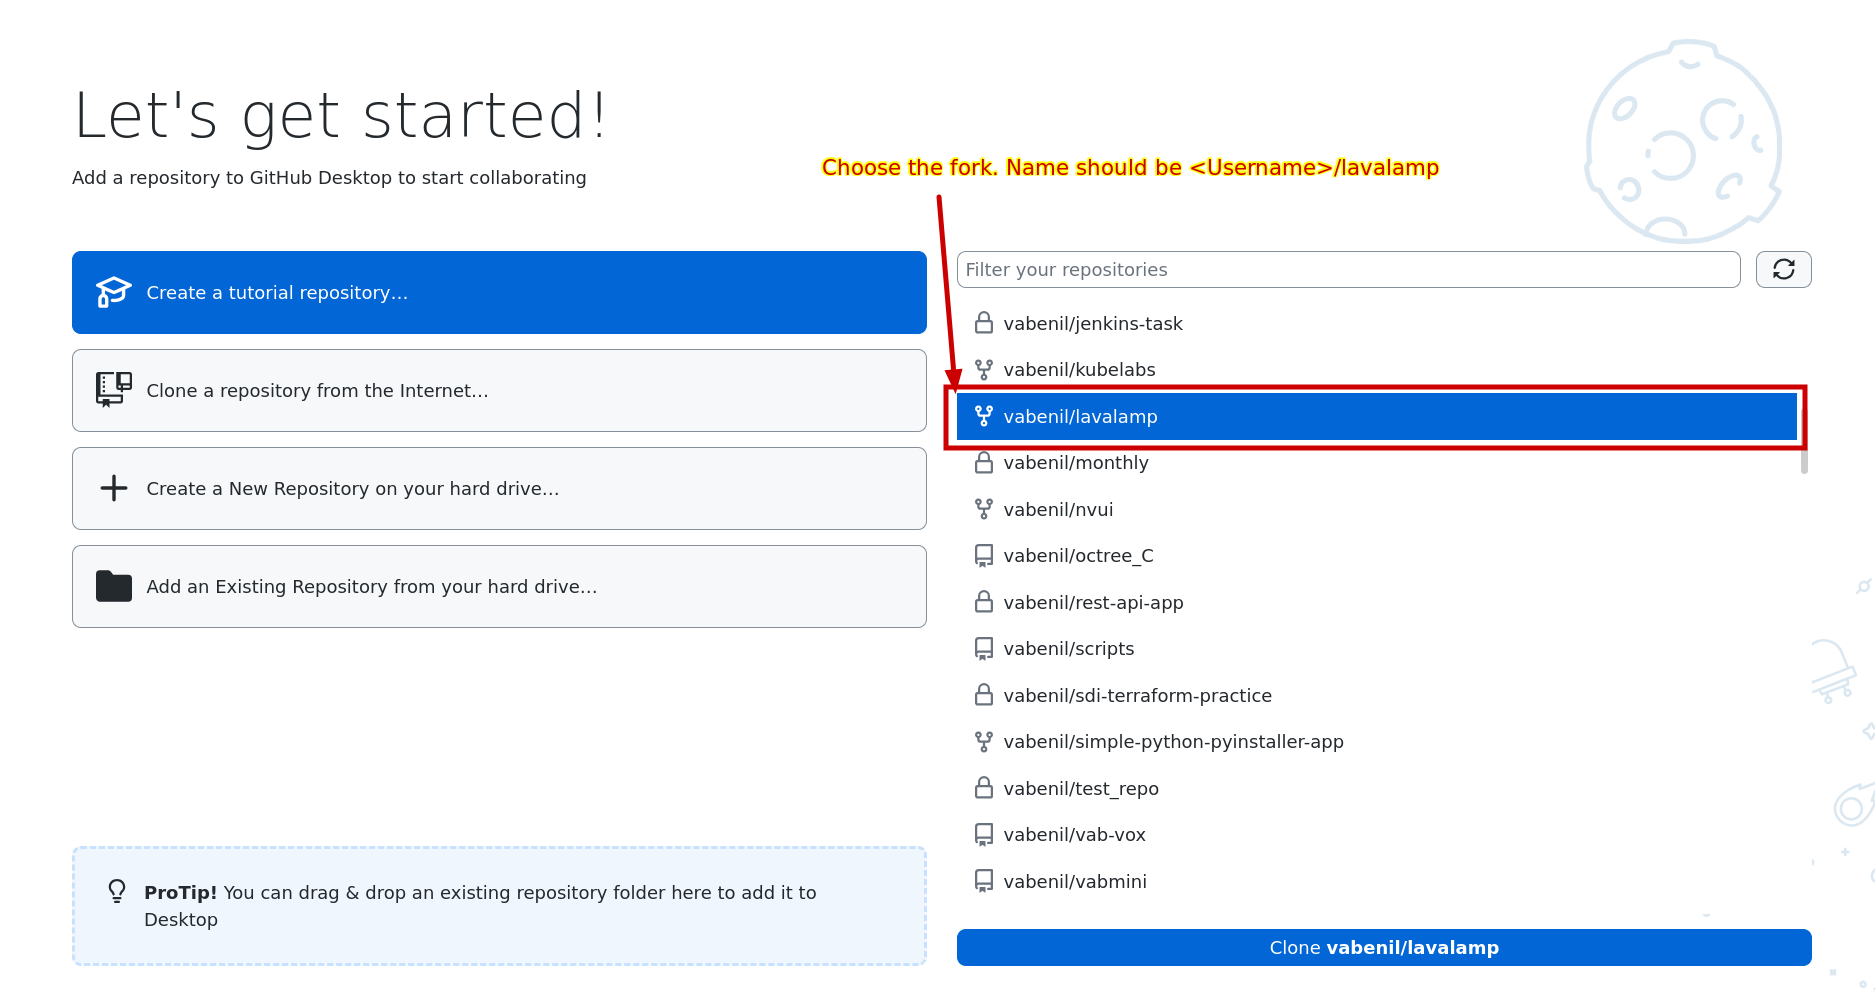 Let's get started!
Add a repository to GitHub Desktop to start collaborating
Choose the fork. Name should be <Username>/lavalamp
Create a tutorial repository...
Clone a repository from the Internet...
Create a New Repository on your hard drive...
Add an Existing Repository from your hard drive...
ProTip! You can drag & drop an existing repository folder here to add it to
Desktop
Filter your repositories
vabenil/jenkins-task
vabenil/kubelabs
vabenil/lavalamp
vabenil/monthly
vabenil/nvui
vabenil/octree_C
vabenil/rest-api-app
vabenil/scripts
vabenil/sdi-terraform-practice
vabenil/simple-python-pyinstaller-app
vabenil/test_repo
vabenil/vab-vox
vabenil/vabmini
Clone vabenil/lavalamp